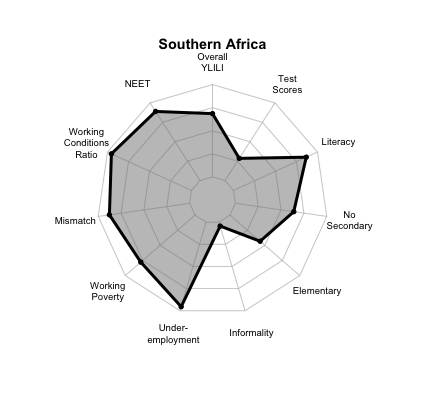 Southern Africa
Overall
YLILI
Test
Scores
Literacy
No
Secondary
Elementary
Informality
Under-
employment
Working
Poverty
Mismatch
Working
Conditions
Ratio
NEET